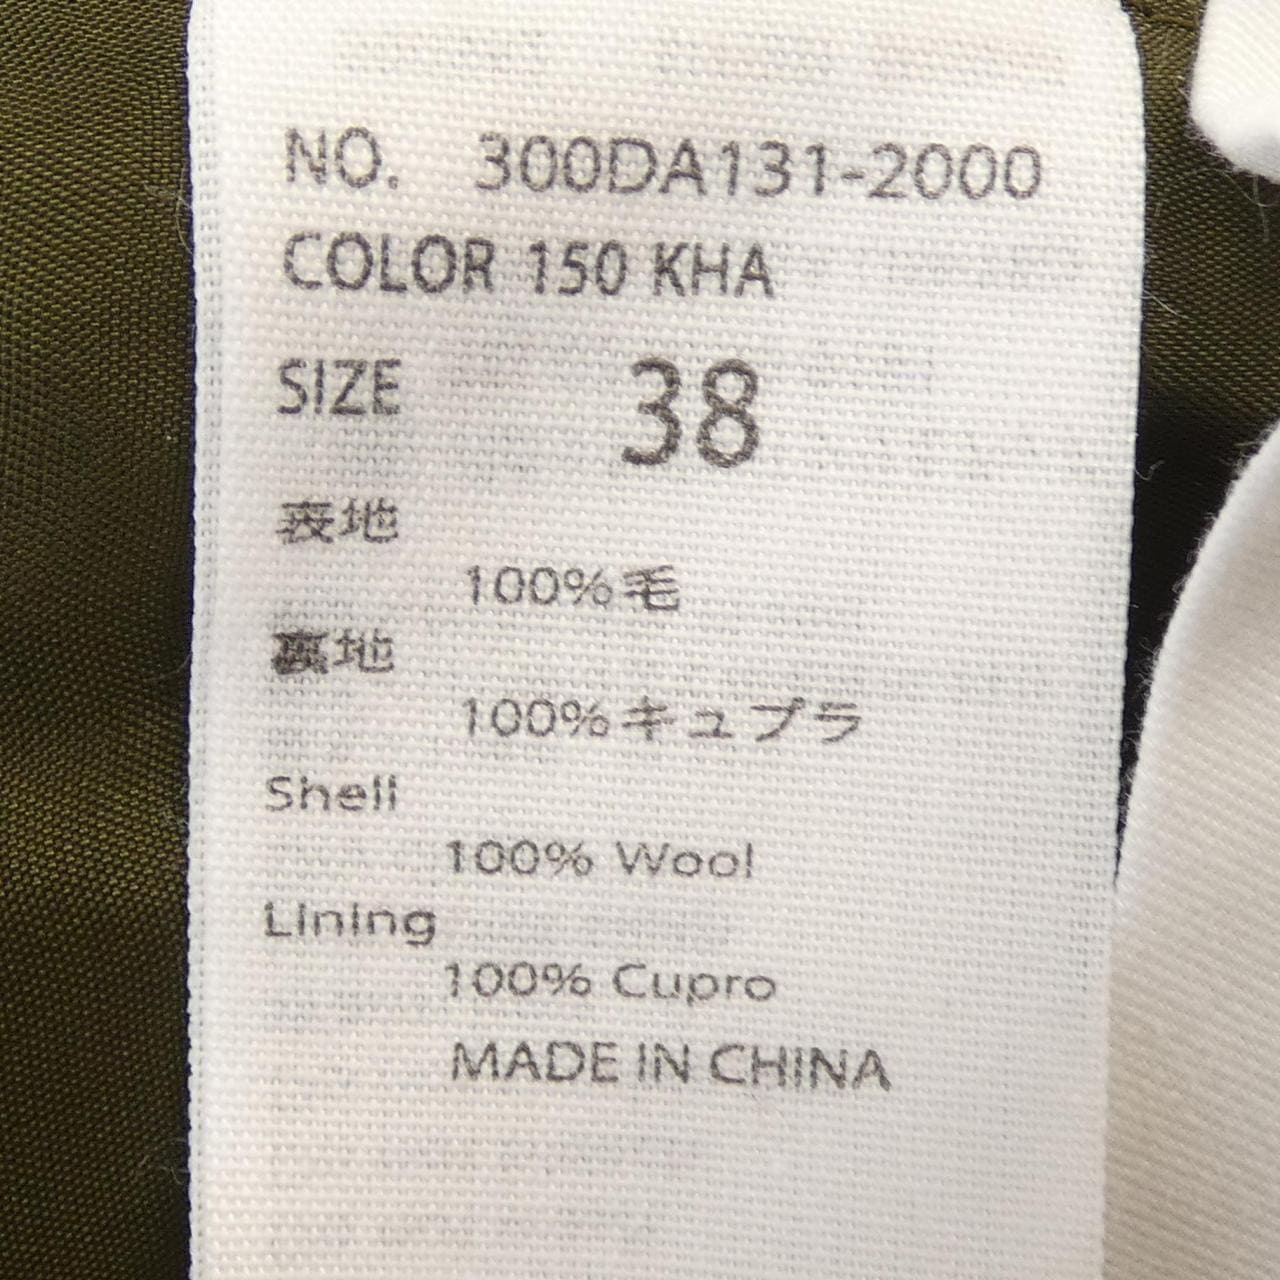 NO. 300DA131-2000
COLOR 150 KHA
SIZE 38
表地
100%毛
裏地
100%キュプラ
Shell
100% Wool
Lining
100% Cupro
MADE IN CHINA